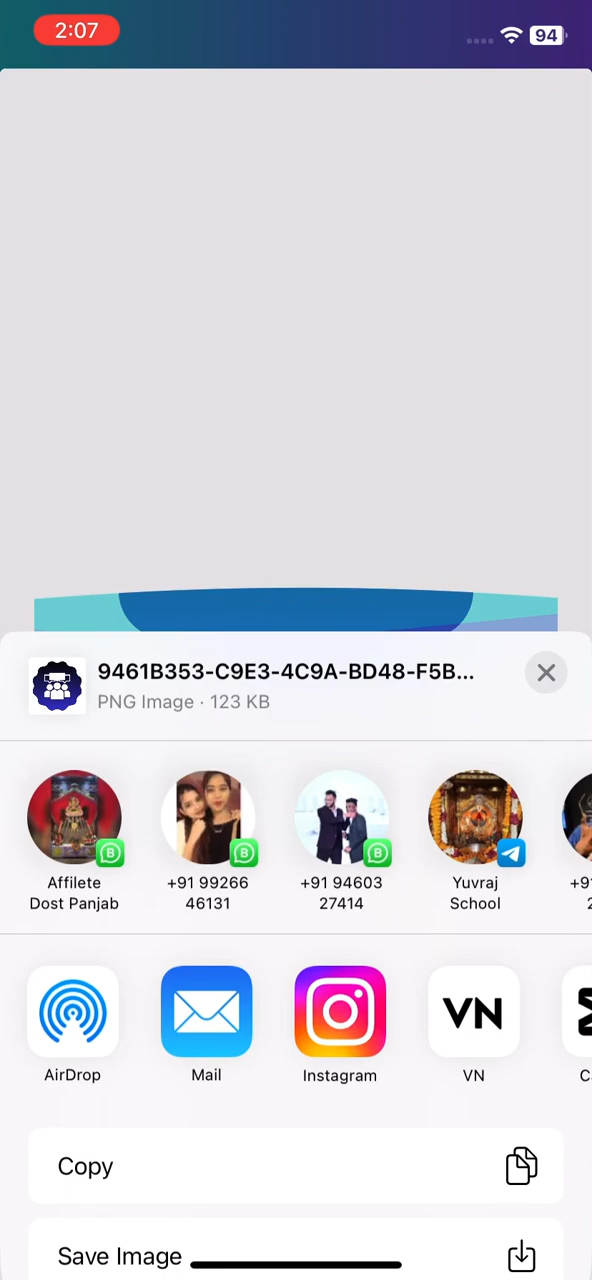 2:07
94
9461B353-C9E3-4C9A-BD48-F5B...
PNG Image · 123 KB
Affilete
Dost Panjab
+91 99266
46131
+91 94603
27414
Yuvraj
School
AirDrop
Mail
Instagram
VN
VN
Copy
Save Image